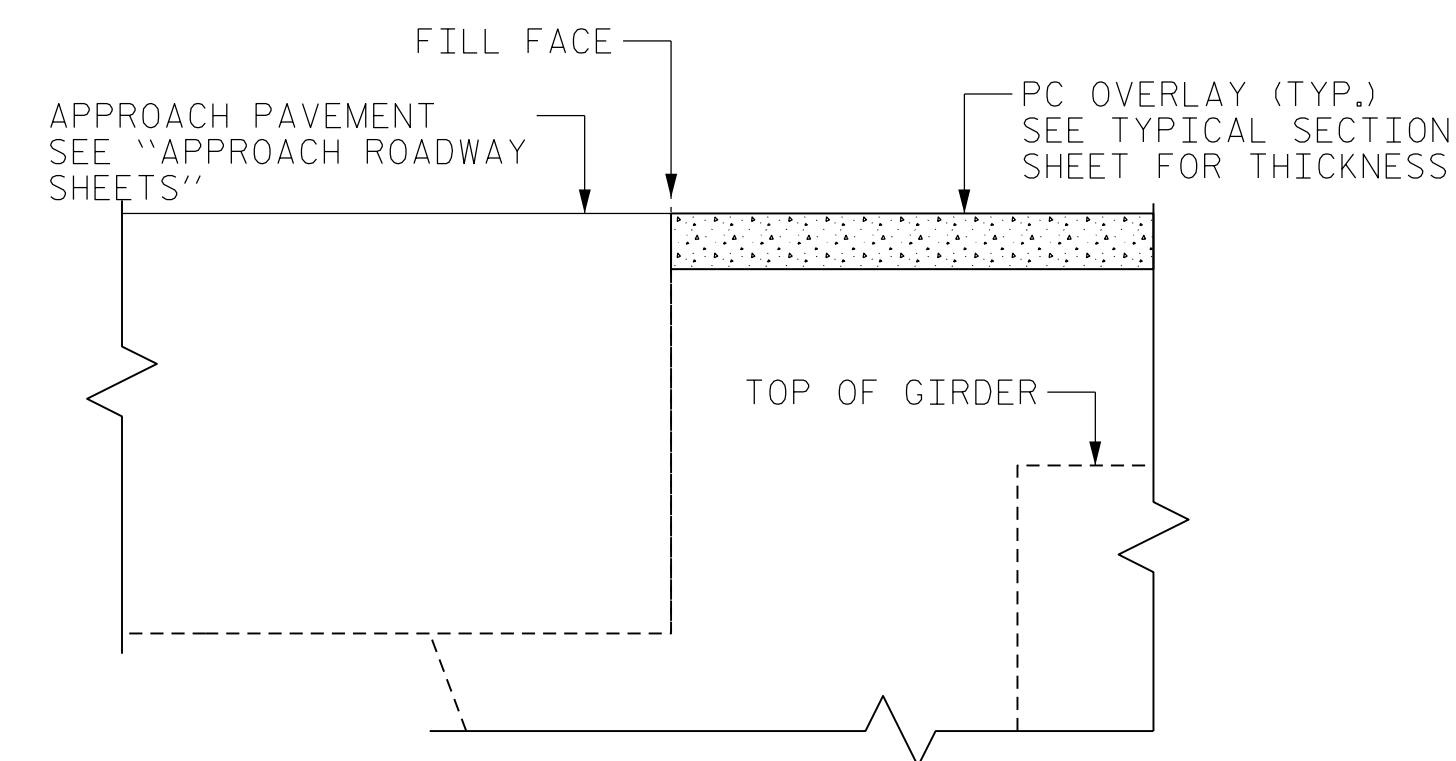 FILL FACE
APPROACH PAVEMENT
SEE "APPROACH ROADWAY
SHEETS"
PC OVERLAY (TYP.)
SEE TYPICAL SECTION
SHEET FOR THICKNESS
TOP OF GIRDER